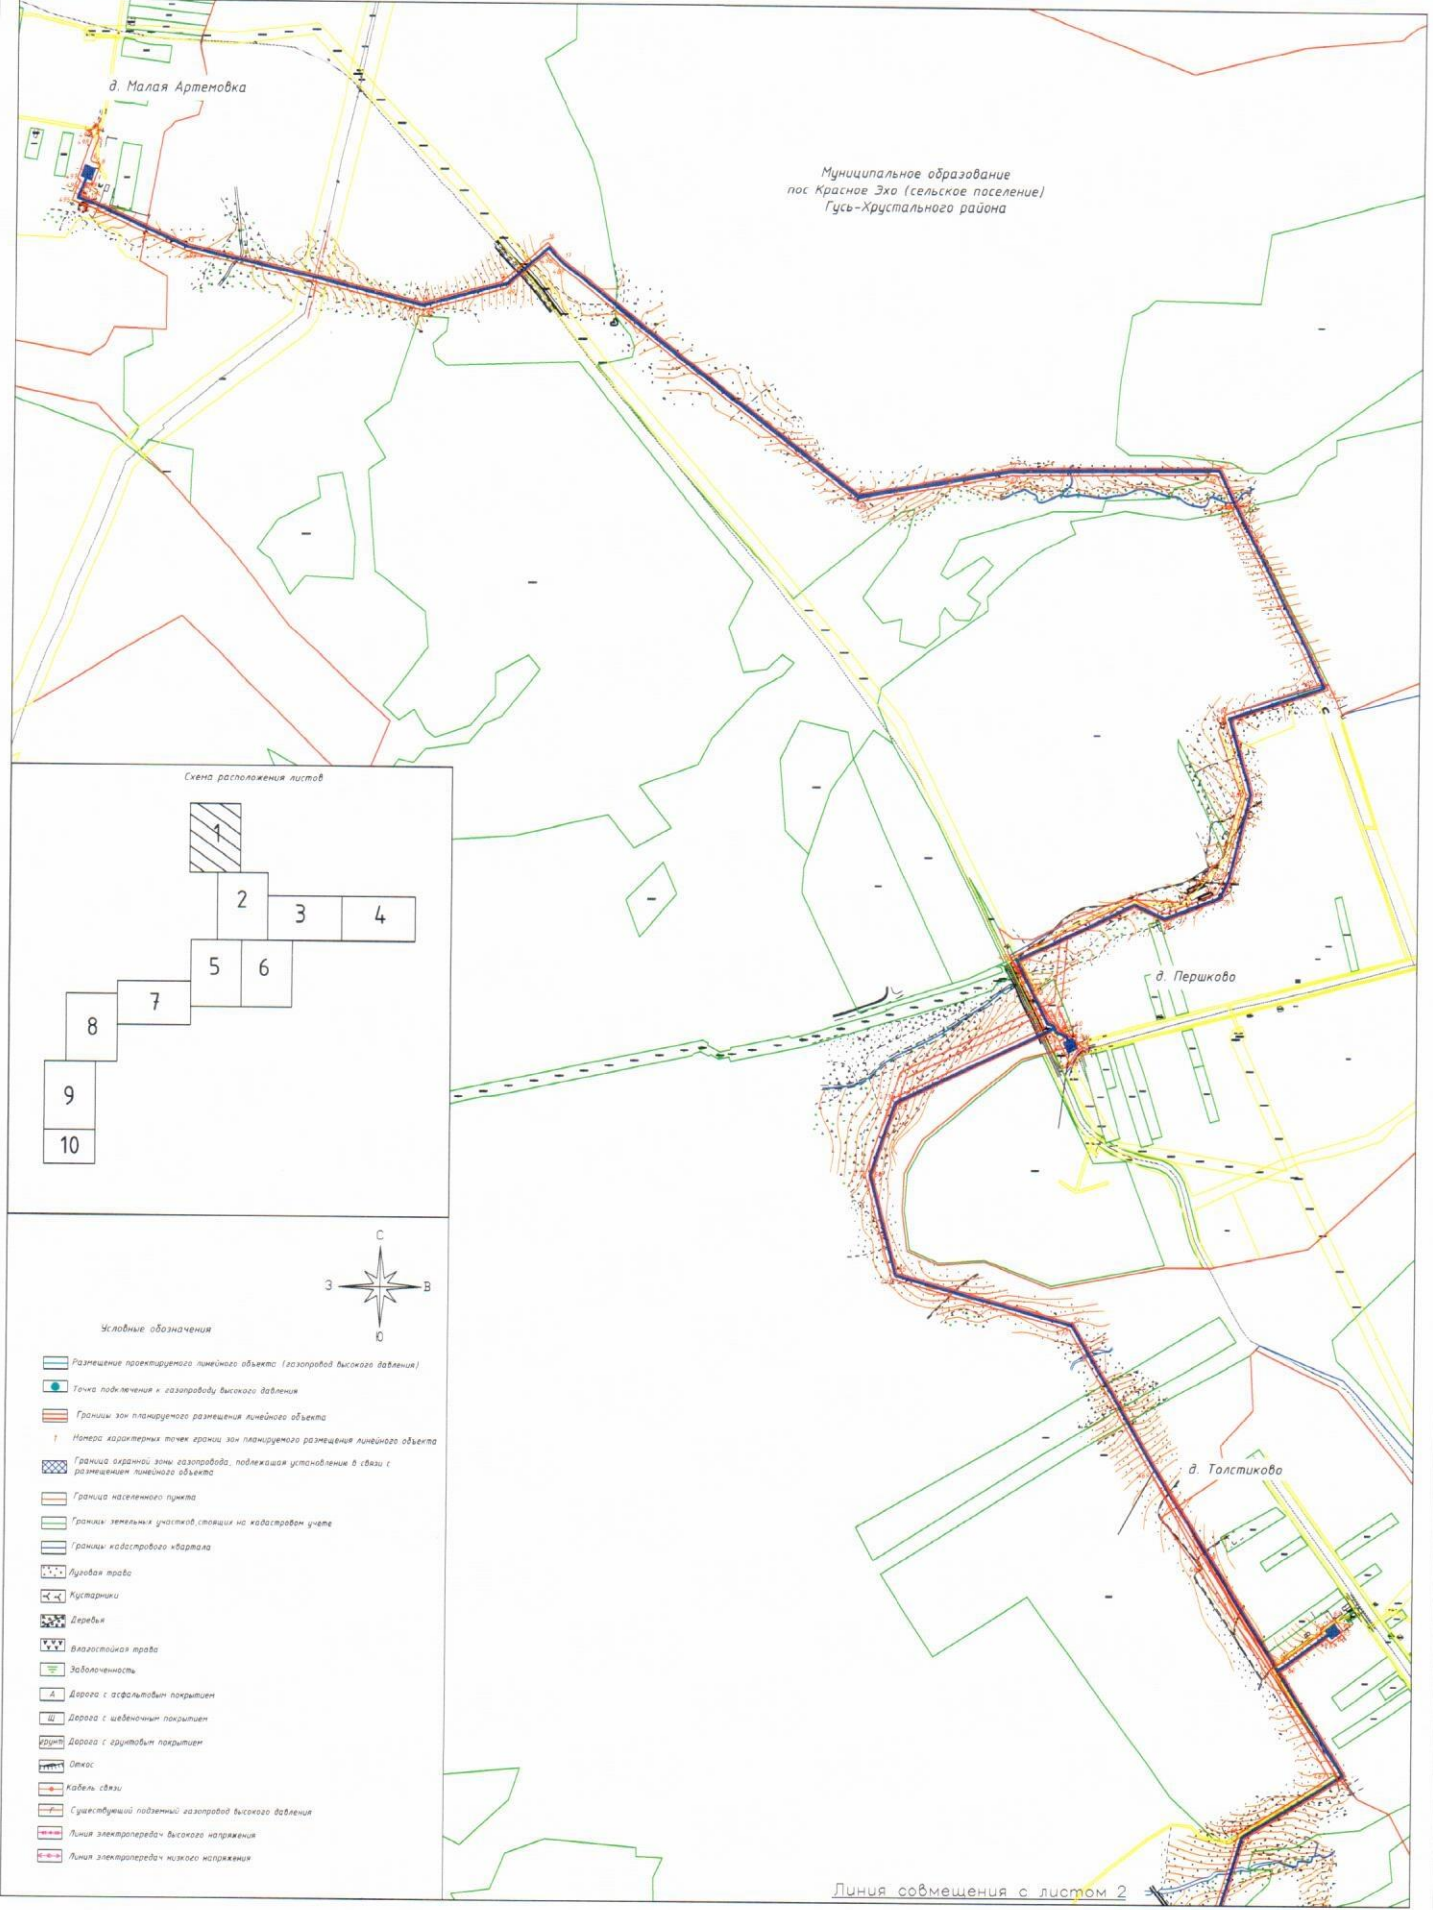 д. Малая Артемовка
Муниципальное образование
пос Красное Эхо (сельское поселение)
Гусь-Хрустального района
Схема расположения листов
1
2
3
4
5
6
7
8
9
10
д. Першково
С
З
В
Ю
Условные обозначения
Размещение проектируемого линейного объекта (газопровод высокого давления)
Точка подключения к газопроводу высокого давления
Границы зон планируемого размещения линейного объекта
1 Номера характерных точек границ зон планируемого размещения линейного объекта
Граница охранной зоны газопровода, подлежащая установлению в связи с
размещением линейного объекта
Граница населенного пункта
Границы земельных участков,стоящих на кадастровом учете
Границы кадастрового квартала
Луговая трава
Кустарники
Деревья
Влагостойкая трава
Заболоченность
А Дорога с асфальтовым покрытием
Щ Дорога с щебеночным покрытием
грунт Дорога с грунтовым покрытием
Откос
Кабель связи
Г Существующий подземный газопровод высокого давления
Линия электропередач высокого напряжения
Линия электропередач низкого напряжения
д. Толстиково
Линия совмещения с листом 2